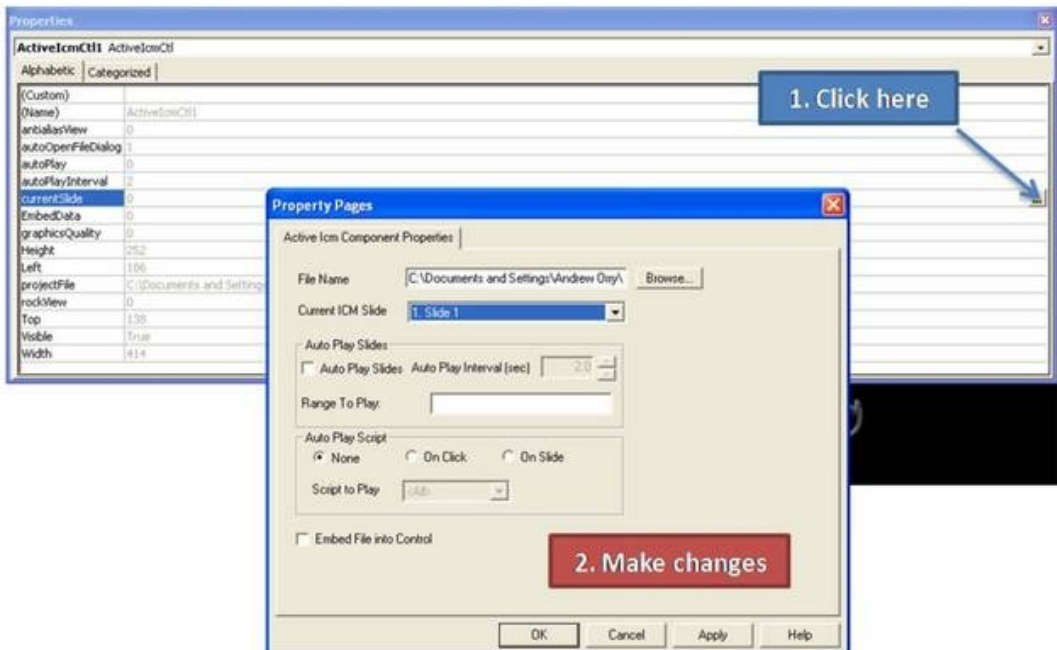 Properties
ActiveIcmCtl1 ActiveIcmCtl
Alphabetic Categorized
(Custom)
(Name) ActiveIcmCtl1
antialiasView 0
autoOpenFileDialog 1
autoPlay 0
autoPlayInterval 2
currentSlide 0
EmbedData 0
graphicsQuality 0
Height 252
Left 186
projectFile C:\Documents and Settings
rockView 0
Top 138
Visible True
Width 414
1. Click here
...
Property Pages
Active Icm Component Properties
File Name C:\Documents and Settings\Andrew Orry\ Browse...
Current ICM Slide 1. Slide 1
Auto Play Slides
Auto Play Slides Auto Play Interval (sec) 2.0
Range To Play:
Auto Play Script
None On Click On Slide
Script to Play <All>
Embed File into Control
2. Make changes
OK Cancel Apply Help